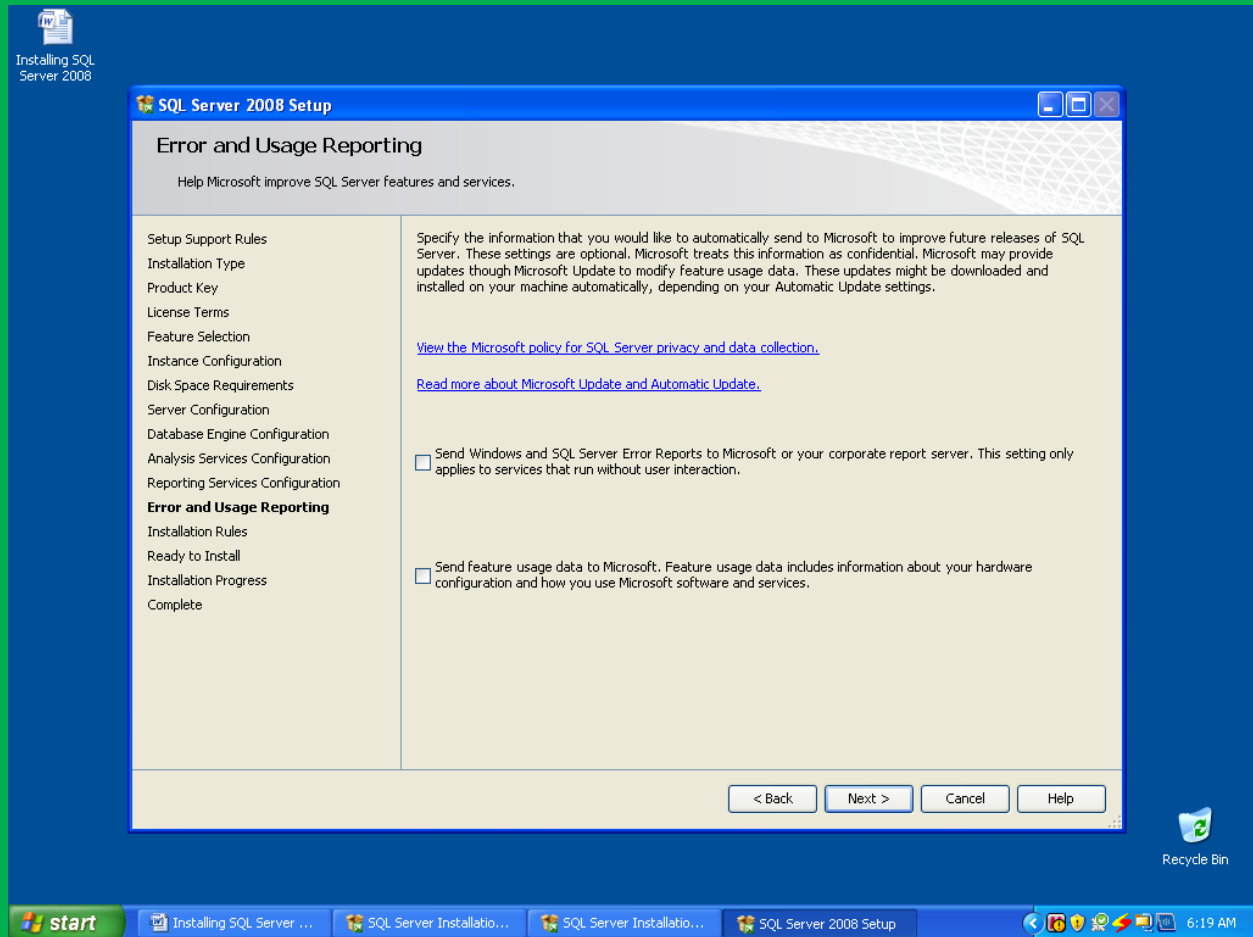 Installing SQL
Server 2008
SQL Server 2008 Setup
Error and Usage Reporting
Help Microsoft improve SQL Server features and services.
Setup Support Rules
Installation Type
Product Key
License Terms
Feature Selection
Instance Configuration
Disk Space Requirements
Server Configuration
Database Engine Configuration
Analysis Services Configuration
Reporting Services Configuration
Error and Usage Reporting
Installation Rules
Ready to Install
Installation Progress
Complete
Specify the information that you would like to automatically send to Microsoft to improve future releases of SQL
Server. These settings are optional. Microsoft treats this information as confidential. Microsoft may provide
updates though Microsoft Update to modify feature usage data. These updates might be downloaded and
installed on your machine automatically, depending on your Automatic Update settings.
View the Microsoft policy for SQL Server privacy and data collection.
Read more about Microsoft Update and Automatic Update.
Send Windows and SQL Server Error Reports to Microsoft or your corporate report server. This setting only
applies to services that run without user interaction.
Send feature usage data to Microsoft. Feature usage data includes information about your hardware
configuration and how you use Microsoft software and services.
< Back
Next >
Cancel
Help
Recycle Bin
start
Installing SQL Server ...
SQL Server Installatio...
SQL Server Installatio...
SQL Server 2008 Setup
6:19 AM